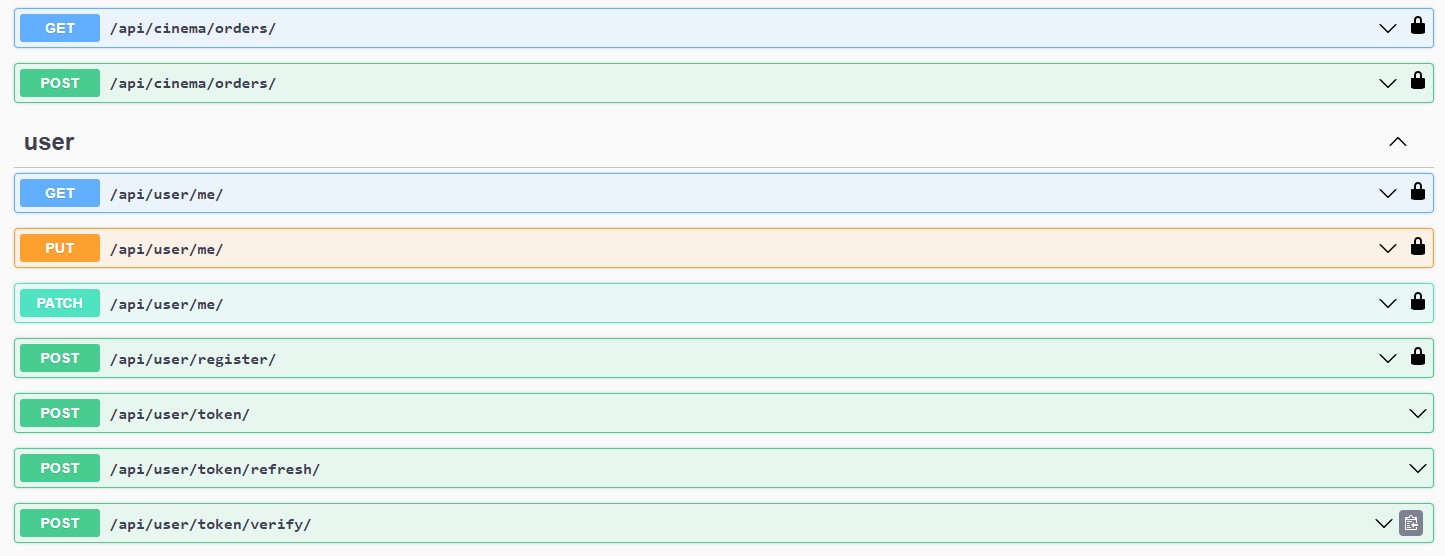 GET /api/cinema/orders/
POST /api/cinema/orders/
user
GET /api/user/me/
PUT /api/user/me/
PATCH /api/user/me/
POST /api/user/register/
POST /api/user/token/
POST /api/user/token/refresh/
POST /api/user/token/verify/